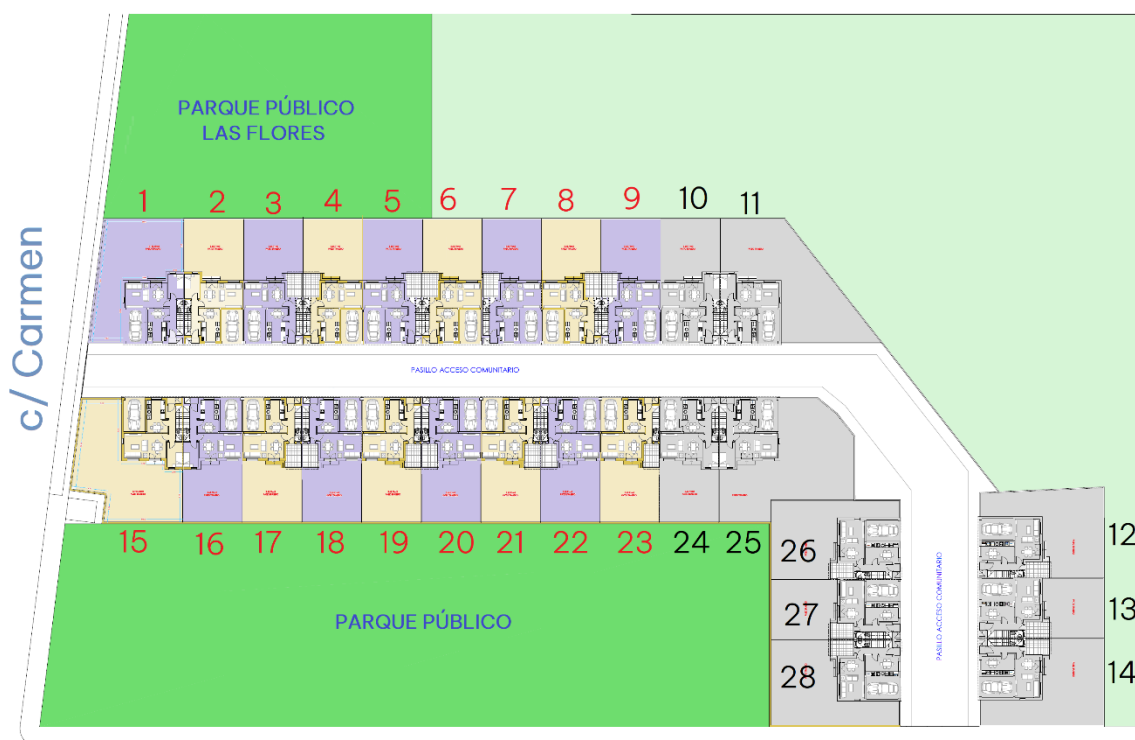 PARQUE PÚBLICO
LAS FLORES
c/ Carmen
1 2 3 4 5 6 7 8 9 10 11
PASILLO ACCESO COMUNITARIO
15 16 17 18 19 20 21 22 23 24 25
26
27
28
PASILLO ACCESO COMUNITARIO
12
13
14
PARQUE PÚBLICO